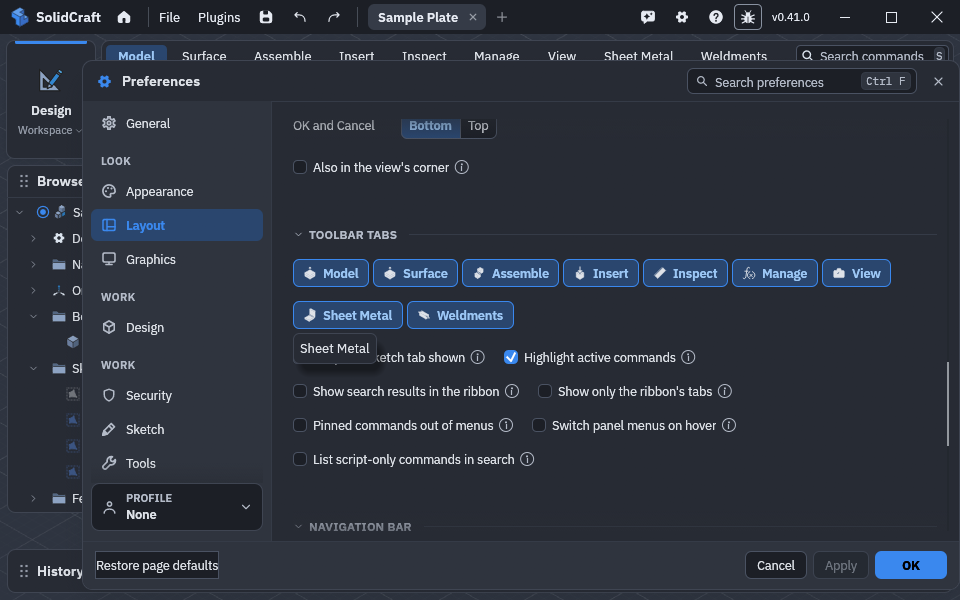 SolidCraft
File
Plugins
Sample Plate
v0.41.0
Model
Surface
Assemble
Insert
Inspect
Manage
View
Sheet Metal
Weldments
Search commands
S
Design
Workspace
Preferences
Search preferences
Ctrl F
General
LOOK
Appearance
Layout
Graphics
WORK
Design
WORK
Security
Sketch
Tools
PROFILE
None
OK and Cancel
Bottom
Top
Also in the view's corner
TOOLBAR TABS
Model
Surface
Assemble
Insert
Inspect
Manage
View
Sheet Metal
Weldments
Sheet Metal
tab shown
Highlight active commands
Show search results in the ribbon
Show only the ribbon's tabs
Pinned commands out of menus
Switch panel menus on hover
List script-only commands in search
NAVIGATION BAR
History
Restore page defaults
Cancel
Apply
OK